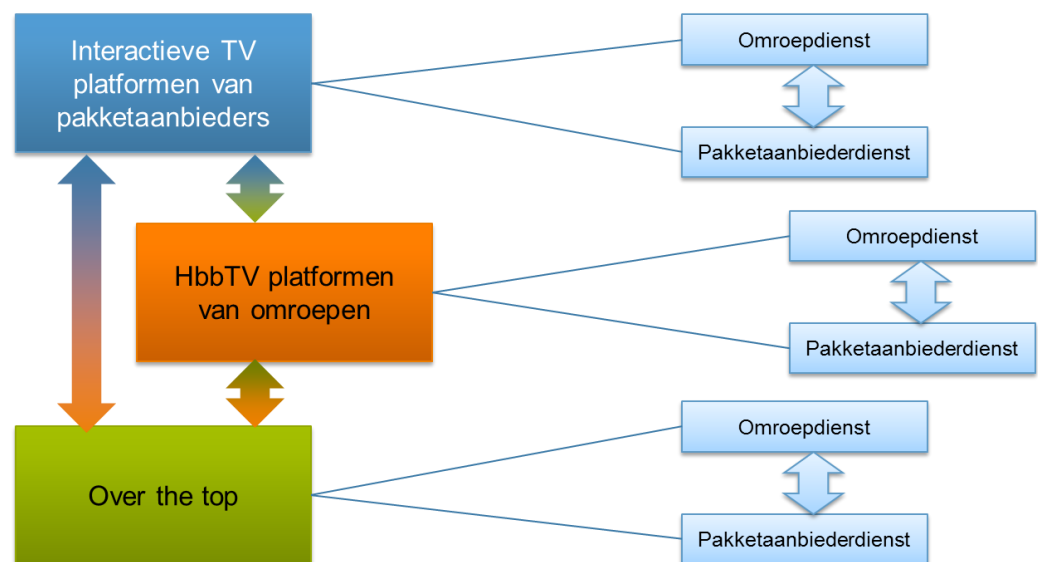 Interactieve TV
platformen van
pakketaanbieders
Omroepdienst
Pakketaanbiederdienst
HbbTV platformen
van omroepen
Omroepdienst
Pakketaanbiederdienst
Over the top
Omroepdienst
Pakketaanbiederdienst